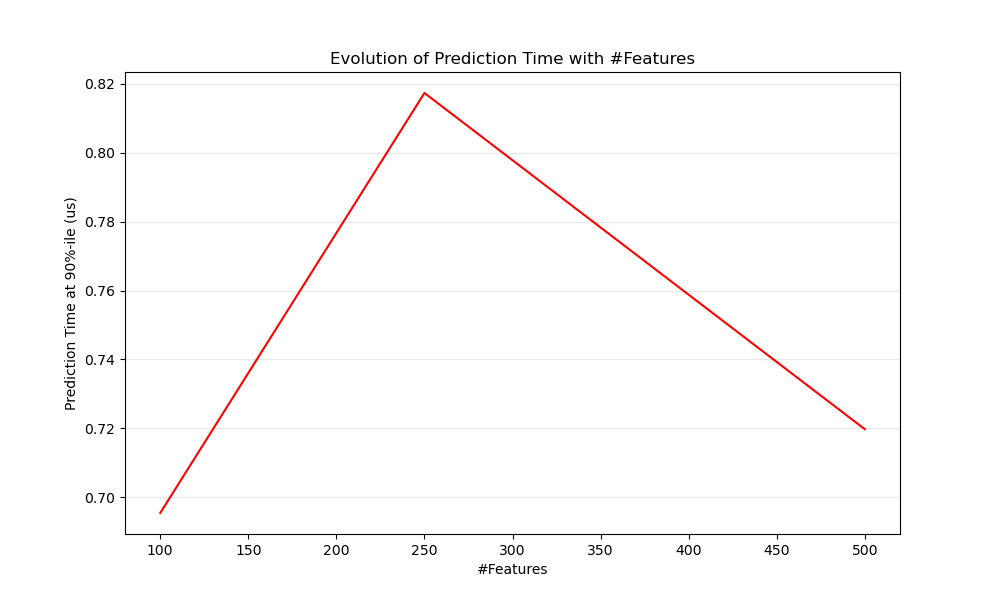 Evolution of Prediction Time with #Features
Prediction Time at 90%-ile (us)
0.82
0.80
0.78
0.76
0.74
0.72
0.70
100 150 200 250 300 350 400 450 500
#Features